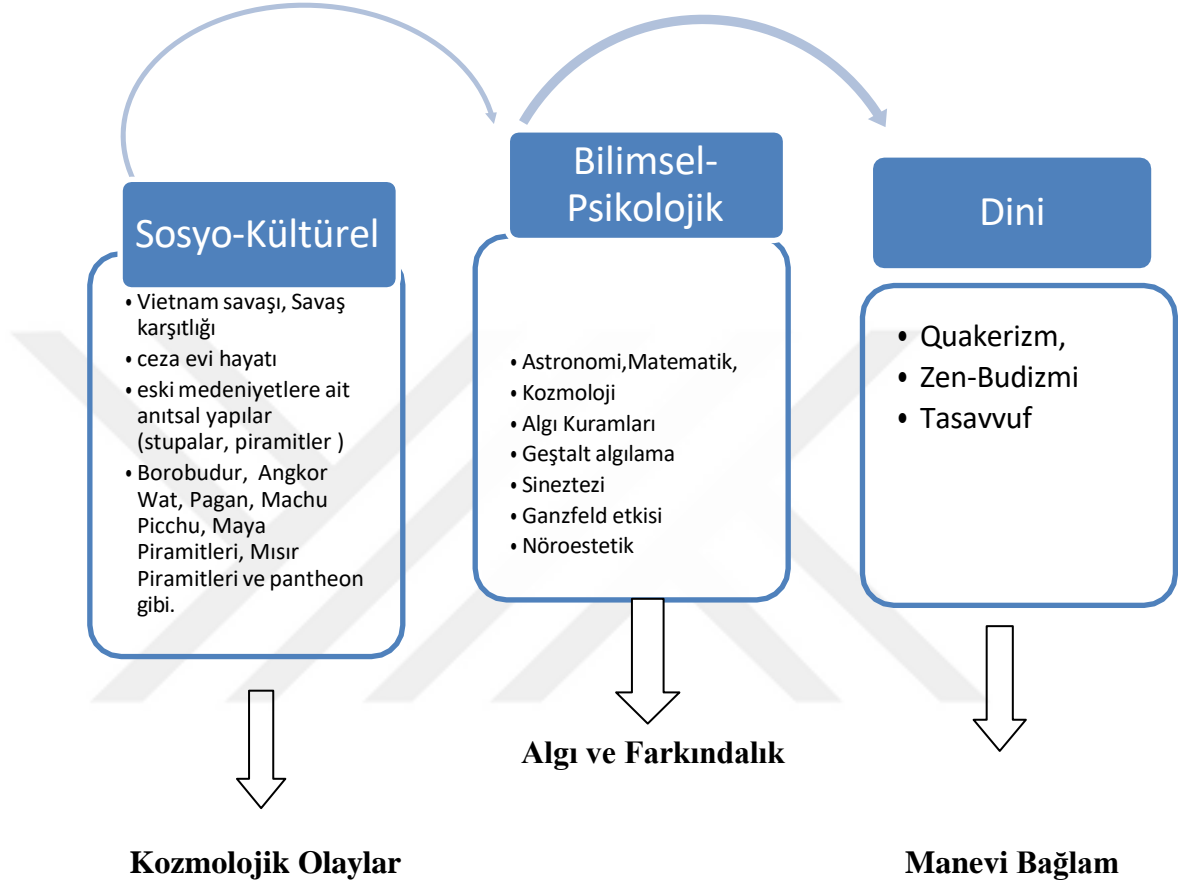 Sosyo-Kültürel
• Vietnam savaşı, Savaş
karşıtlığı
• ceza evi hayatı
• eski medeniyetlere ait
anıtsal yapılar
(stupalar, piramitler )
• Borobudur, Angkor
Wat, Pagan, Machu
Picchu, Maya
Piramitleri, Mısır
Piramitleri ve pantheon
gibi.
Kozmolojik Olaylar
Bilimsel-
Psikolojik
• Astronomi,Matematik,
• Kozmoloji
• Algı Kuramları
• Geştalt algılama
• Sineztezi
• Ganzfeld etkisi
• Nöroestetik
Algı ve Farkındalık
Dini
• Quakerizm,
• Zen-Budizmi
• Tasavvuf
Manevi Bağlam